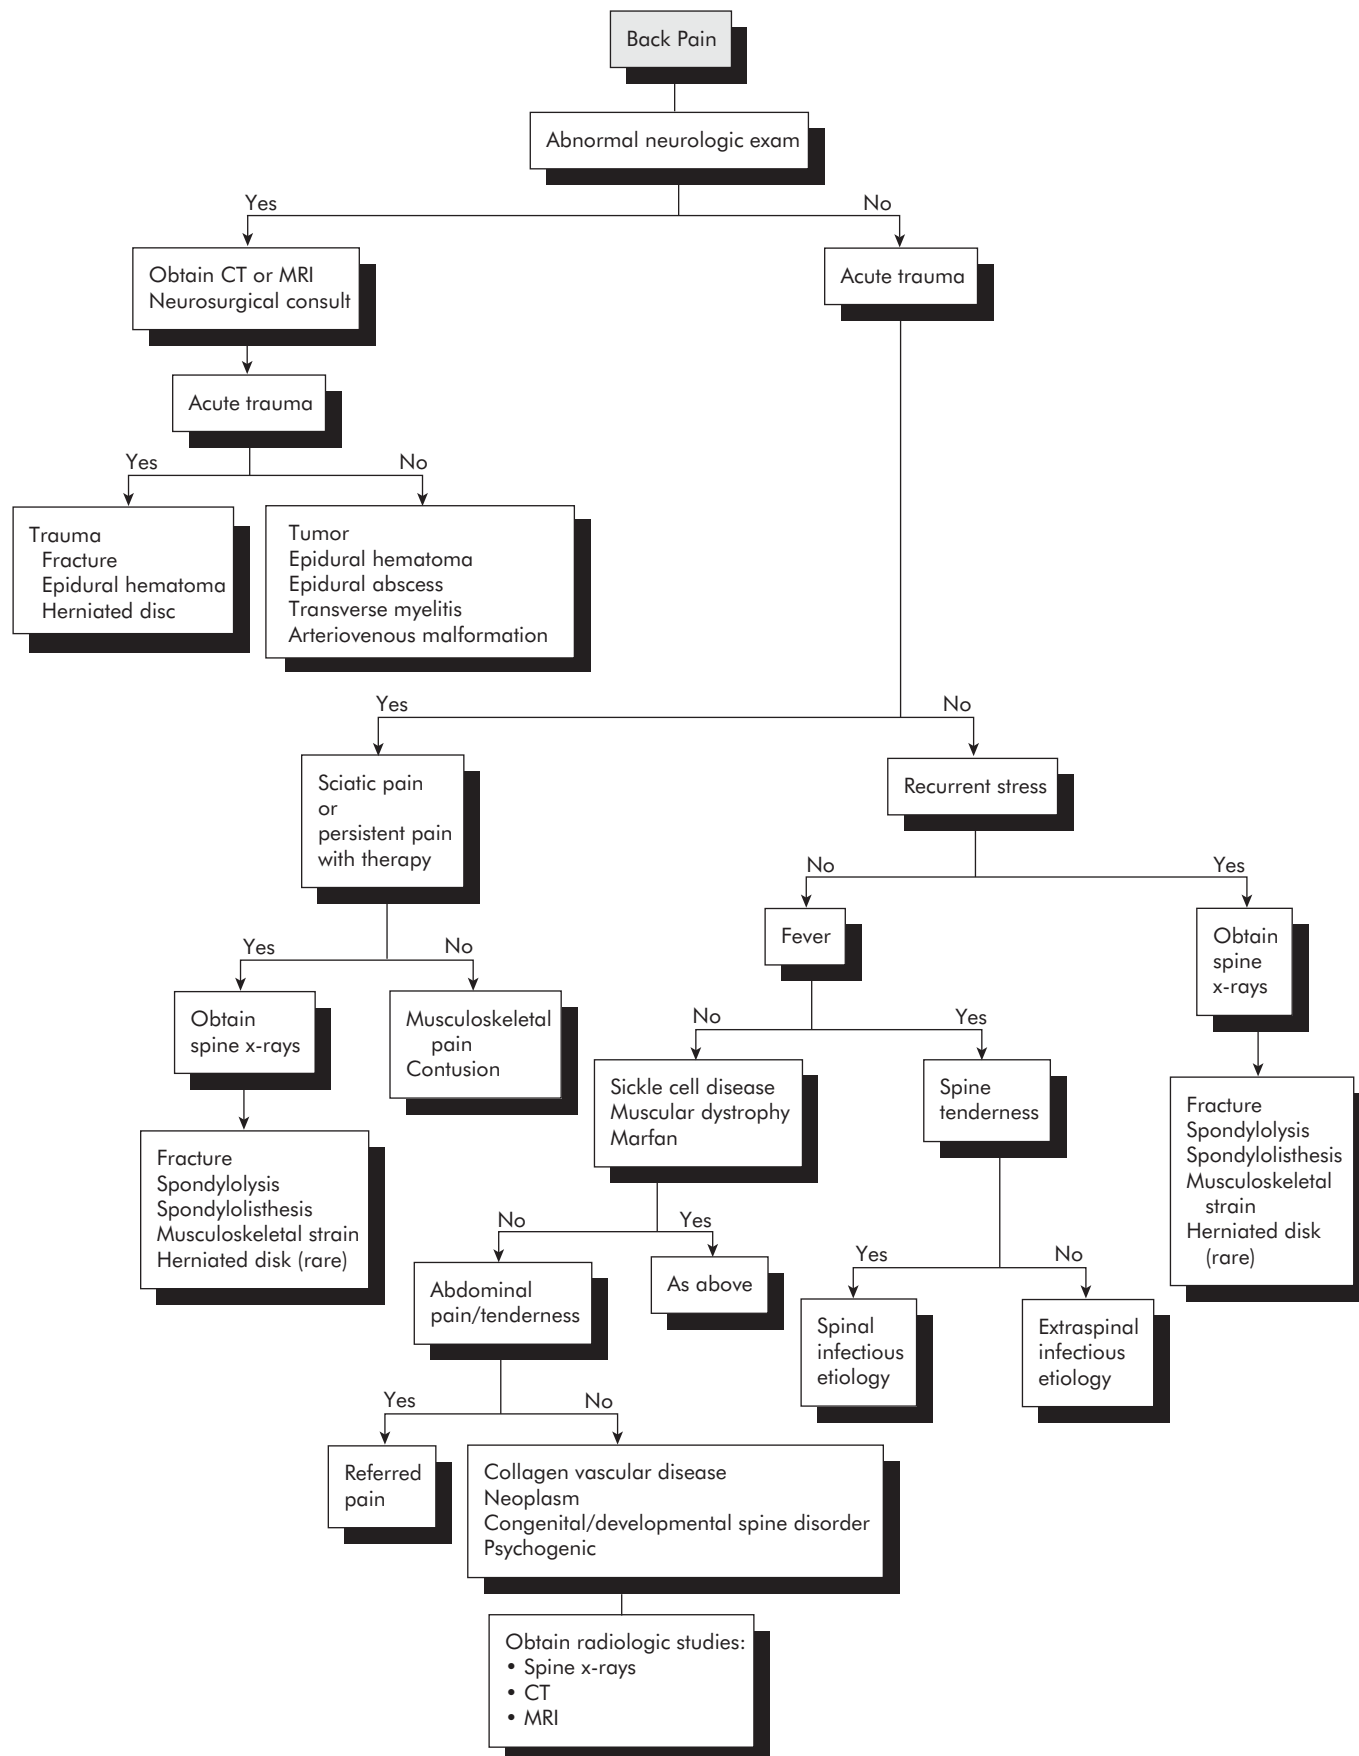 Back Pain
Abnormal neurologic exam
Yes
No
Obtain CT or MRI
Neurosurgical consult
Acute trauma
Acute trauma
Yes
No
Trauma
Fracture
Epidural hematoma
Herniated disc
Tumor
Epidural hematoma
Epidural abscess
Transverse myelitis
Arteriovenous malformation
Yes
No
Sciatic pain
or
persistent pain
with therapy
Recurrent stress
No
Yes
Fever
Obtain
spine
x-rays
Yes
No
Obtain
spine x-rays
Musculoskeletal
pain
Contusion
No
Yes
Sickle cell disease
Muscular dystrophy
Marfan
Spine
tenderness
Fracture
Spondylolysis
Spondylolisthesis
Musculoskeletal
strain
Herniated disk
(rare)
Fracture
Spondylolysis
Spondylolisthesis
Musculoskeletal strain
Herniated disk (rare)
No
Yes
Abdominal
pain/tenderness
As above
Yes
No
Spinal
infectious
etiology
Extraspinal
infectious
etiology
Yes
No
Referred
pain
Collagen vascular disease
Neoplasm
Congenital/developmental spine disorder
Psychogenic
Obtain radiologic studies:
• Spine x-rays
• CT
• MRI